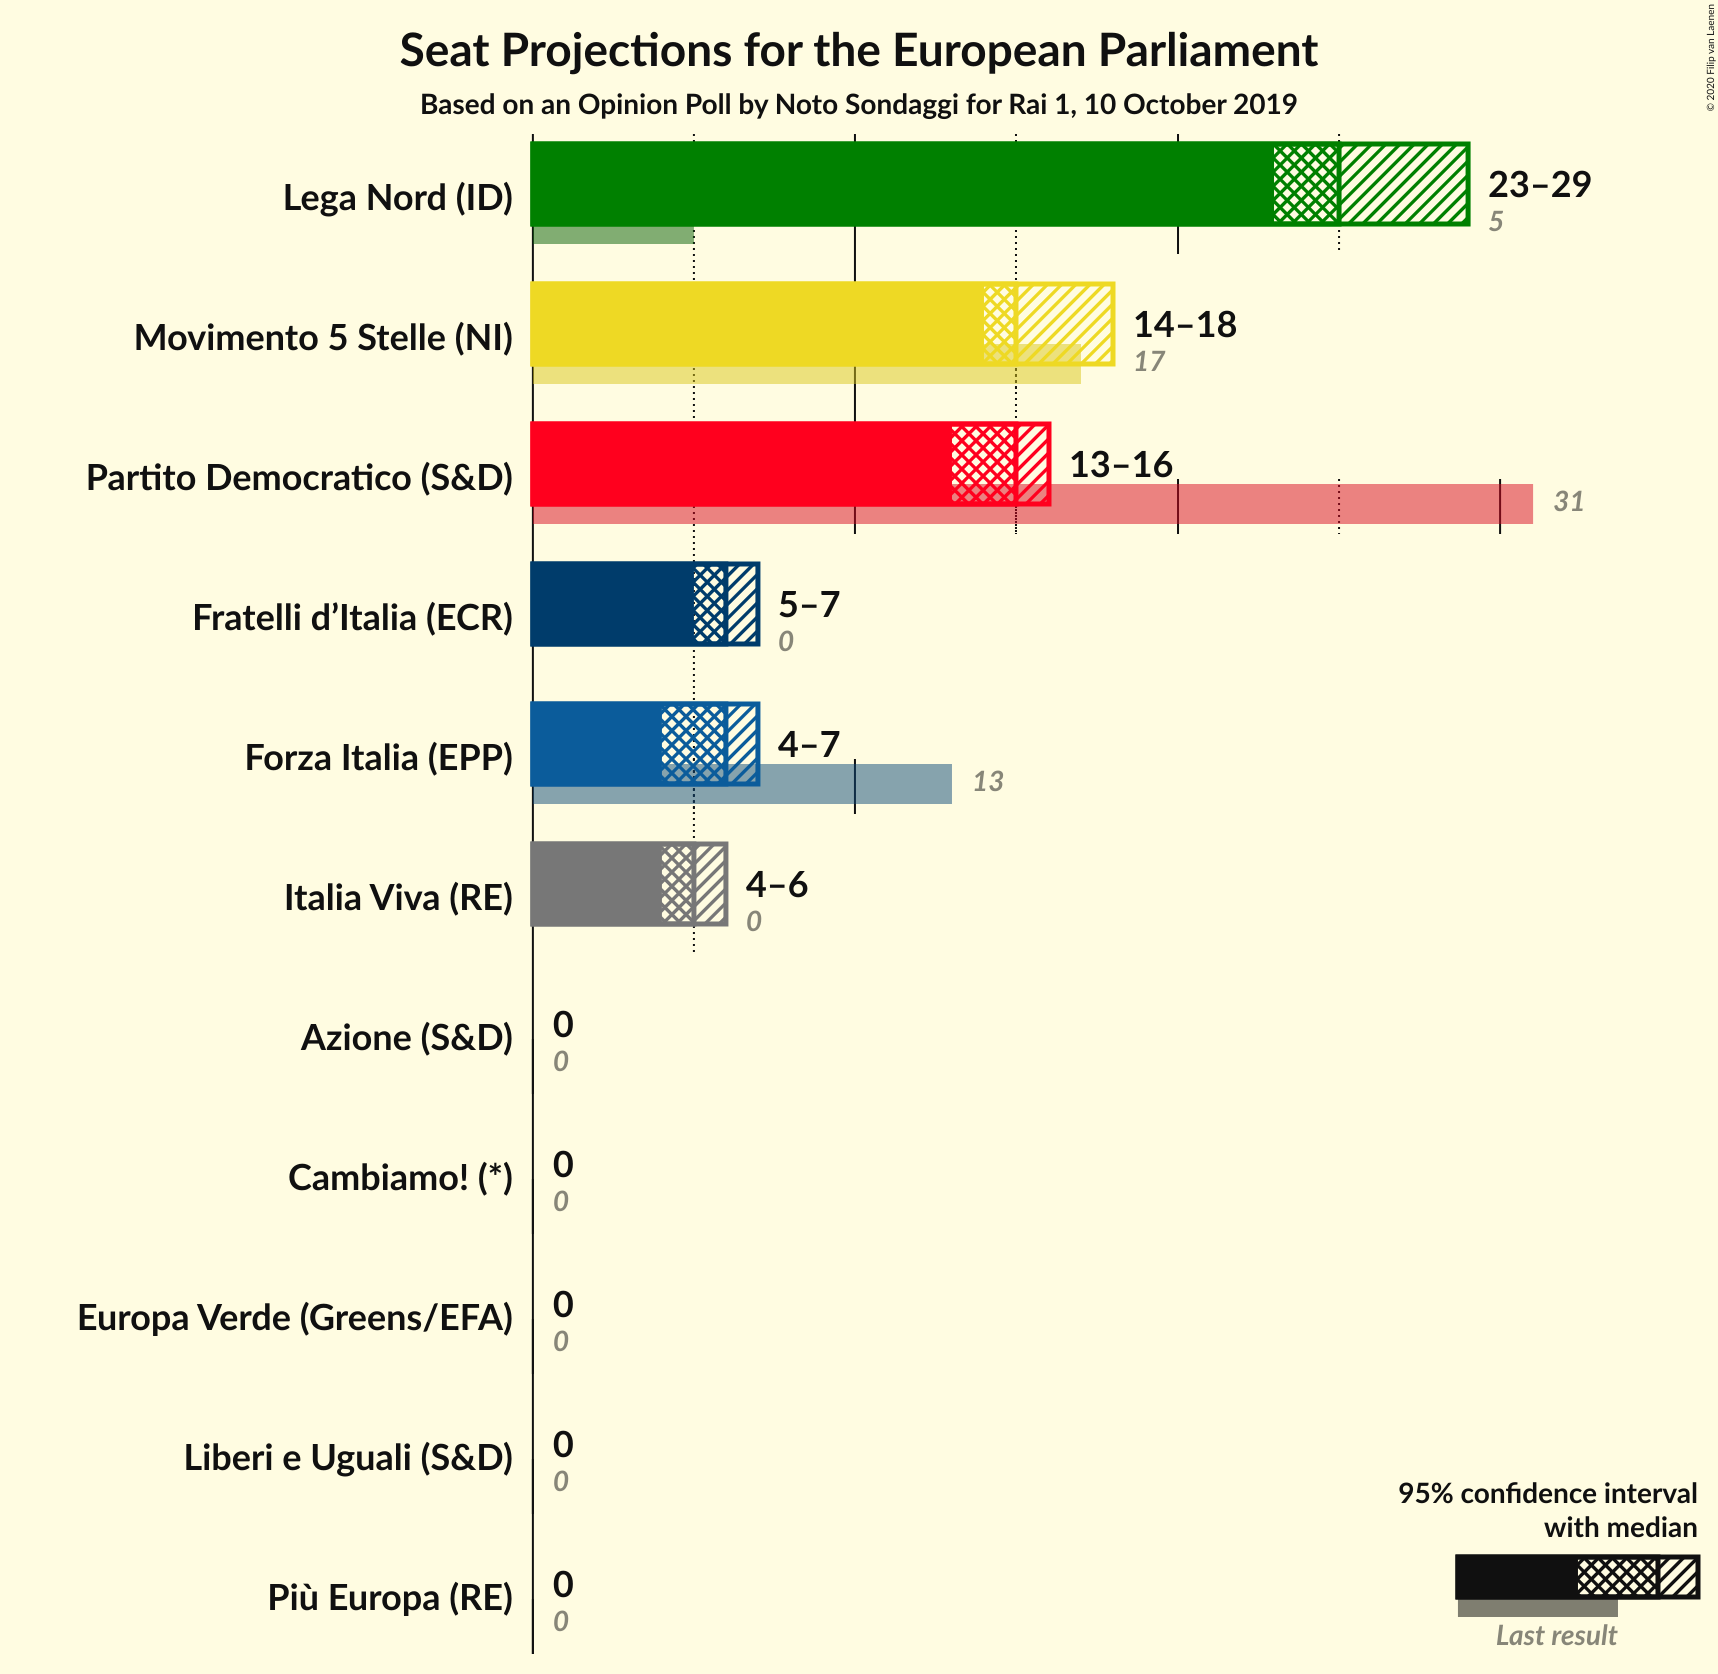 Seat Projections for the European Parliament
Based on an Opinion Poll by Noto Sondaggi for Rai 1, 10 October 2019
© 2020 Filip van Laenen
Lega Nord (ID)
23–29
5
Movimento 5 Stelle (NI)
14–18
17
Partito Democratico (S&D)
13–16
31
Fratelli d’Italia (ECR)
5–7
0
Forza Italia (EPP)
4–7
13
Italia Viva (RE)
4–6
0
Azione (S&D)
0
0
Cambiamo! (*)
0
0
Europa Verde (Greens/EFA)
0
0
Liberi e Uguali (S&D)
0
0
Più Europa (RE)
0
0
95% confidence interval
with median
Last result